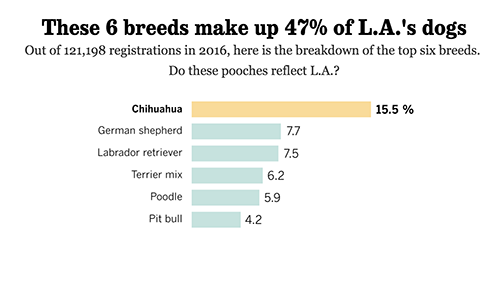 These 6 breeds make up 47% of L.A.'s dogs
Out of 121,198 registrations in 2016, here is the breakdown of the top six breeds.
Do these pooches reflect L.A.?
Chihuahua 15.5 %
German shepherd 7.7
Labrador retriever 7.5
Terrier mix 6.2
Poodle 5.9
Pit bull 4.2